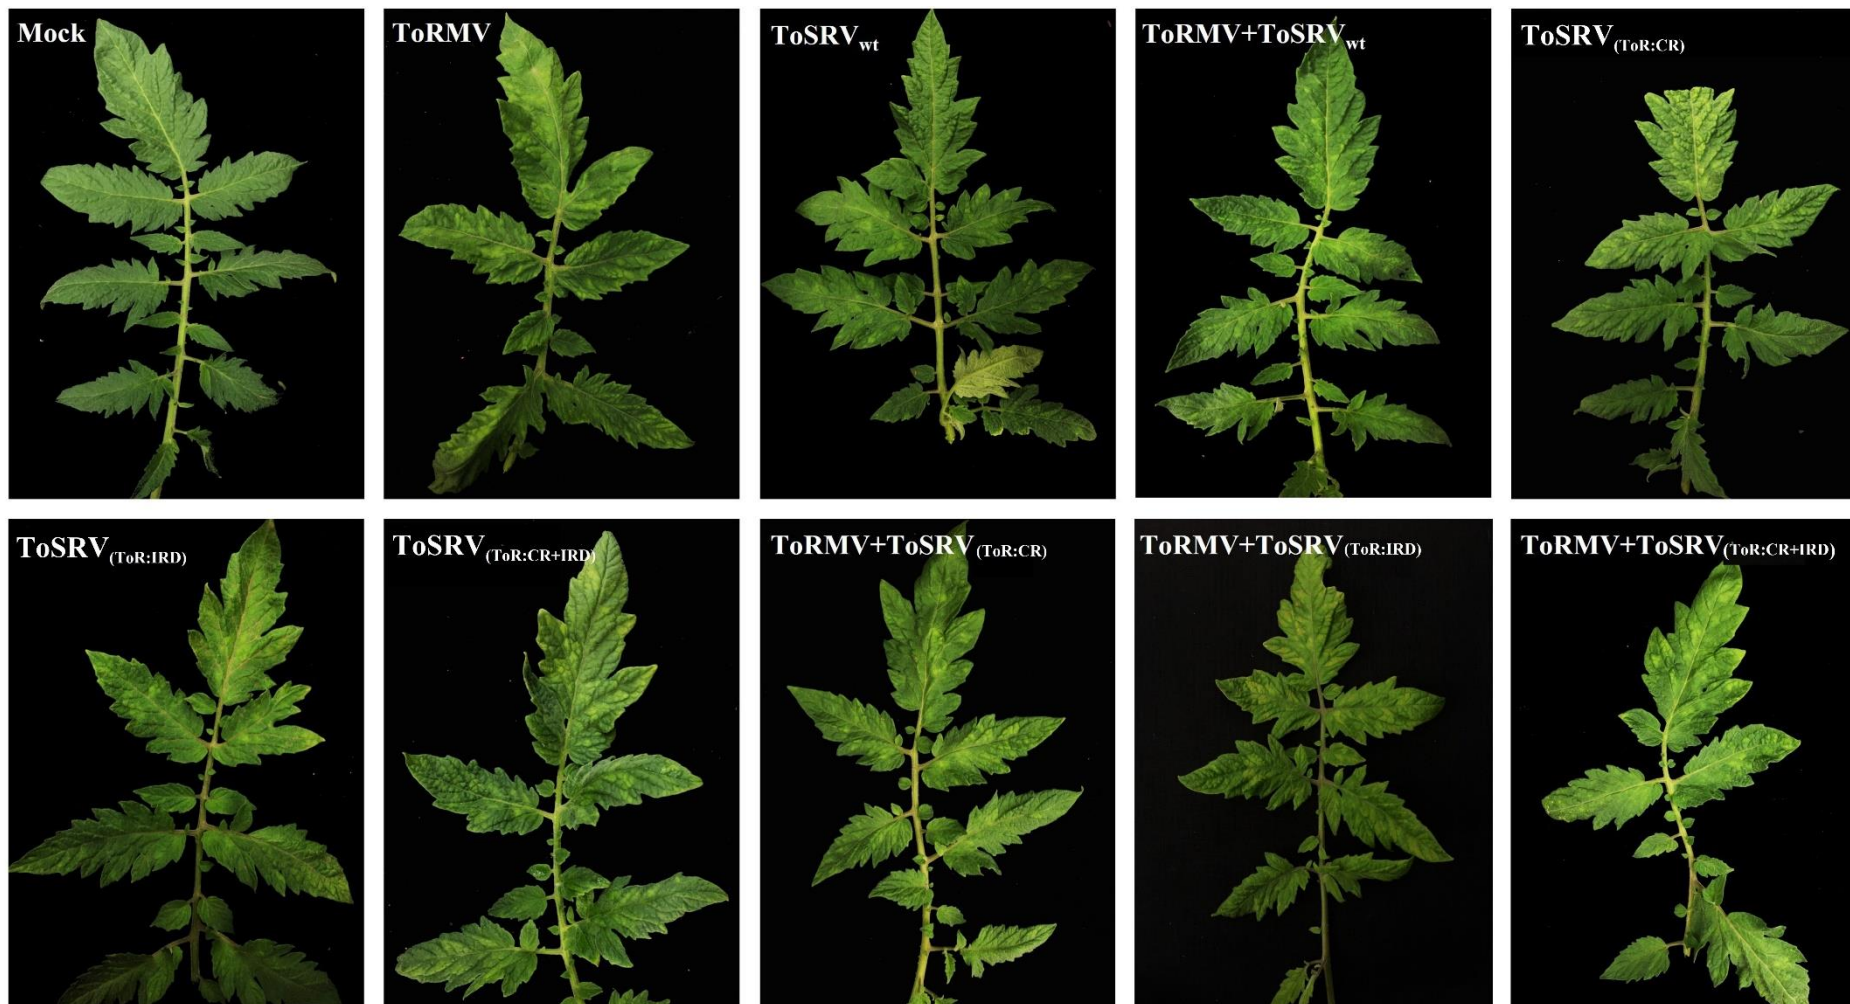 Mock
ToRMV
ToSRVwt
ToRMV+ToSRVwt
ToSRV(ToR:CR)
ToSRV(ToR:IRD)
ToSRV(ToR:CR+IRD)
ToRMV+ToSRV(ToR:CR)
ToRMV+ToSRV(ToR:IRD)
ToRMV+ToSRV(ToR:CR+IRD)